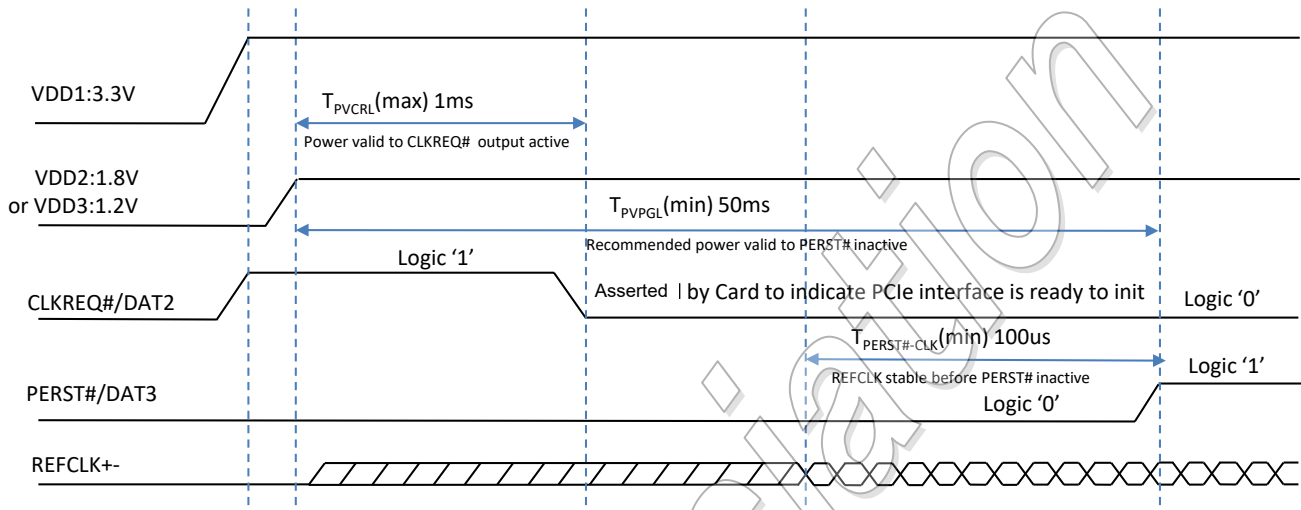 VDD1:3.3V
T_PVCRL(max) 1ms
Power valid to CLKREQ# output active
VDD2:1.8V
or VDD3:1.2V
T_PVPGL(min) 50ms
Recommended power valid to PERST# inactive
Logic ‘1’
CLKREQ#/DAT2
Asserted | by Card to indicate PCIe interface is ready to init
Logic ‘0’
T_PERST#-CLK(min) 100us
REFCLK stable before PERST# inactive
Logic ‘1’
PERST#/DAT3
Logic ‘0’
REFCLK+-